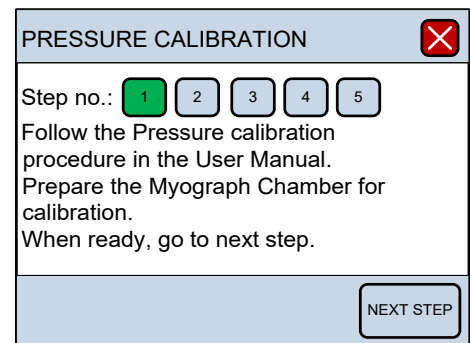 PRESSURE CALIBRATION
Step no.: 1 2 3 4 5
Follow the Pressure calibration
procedure in the User Manual.
Prepare the Myograph Chamber for
calibration.
When ready, go to next step.
NEXT STEP